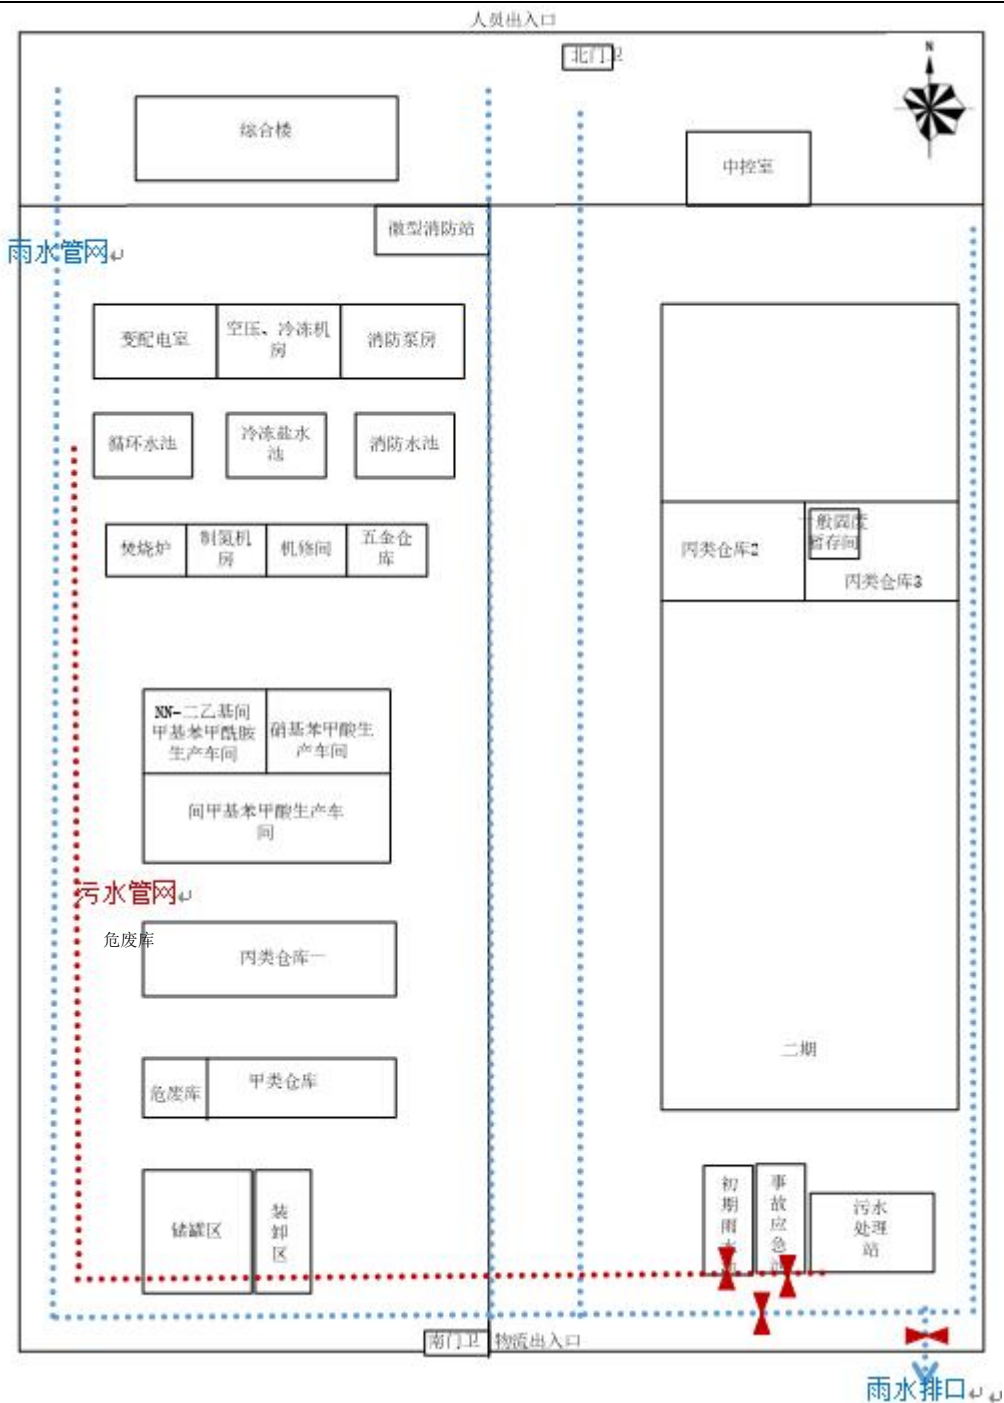 人员出入口
北门卫
N
综合楼
中控室
微型消防站
雨水管网
变配电室
空压、冷冻机
房
消防泵房
循环水池
冷冻盐水
池
消防水池
焚烧炉
制氮机
房
机修间
五金仓
库
丙类仓库2
一般固废
暂存间
丙类仓库3
NN-二乙基间
甲基苯甲酰胺
生产车间
硝基苯甲酸生
产车间
间甲基苯甲酸生产车
间
污水管网
危废库
丙类仓库一
二期
危废库
甲类仓库
储罐区
装
卸
区
初
期
雨
水
事
故
应
急
污水
处理
站
南门卫
物流出入口
雨水排口